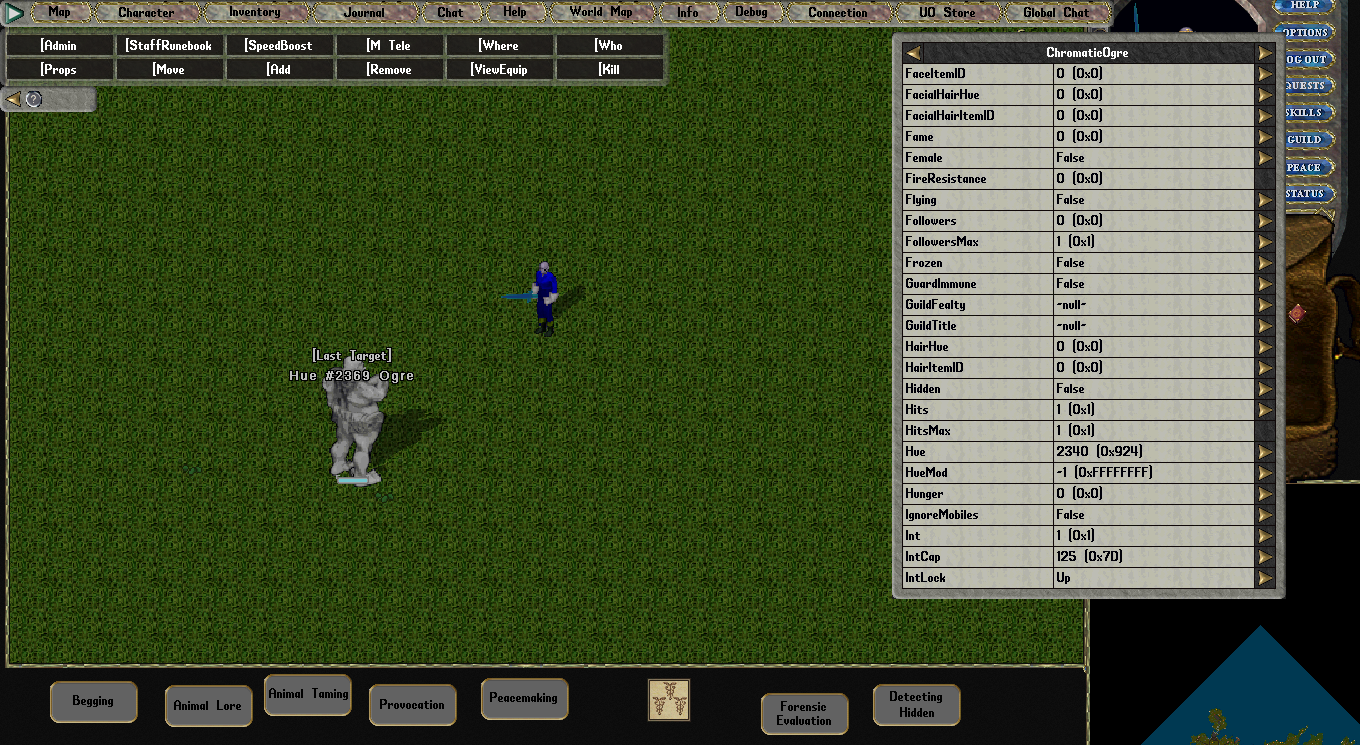 Map Character Inventory Journal Chat Help World Map Info Debug Connection UO Store Global Chat
[Admin [StaffRunebook [SpeedBoost [M Tele [Where [Who
[Props [Move [Add [Remove [ViewEquip [Kill
?
HELP
OPTIONS
LOG OUT
QUESTS
SKILLS
GUILD
PEACE
STATUS
ChromaticOgre
FaceItemID 0 (0x0)
FacialHairHue 0 (0x0)
FacialHairItemID 0 (0x0)
Fame 0 (0x0)
Female False
FireResistance 0 (0x0)
Flying False
Followers 0 (0x0)
FollowersMax 1 (0x1)
Frozen False
GuardImmune False
GuildFealty -null-
GuildTitle -null-
HairHue 0 (0x0)
HairItemID 0 (0x0)
Hidden False
Hits 1 (0x1)
HitsMax 1 (0x1)
Hue 2340 (0x924)
HueMod -1 (0xFFFFFFFF)
Hunger 0 (0x0)
IgnoreMobiles False
Int 1 (0x1)
IntCap 125 (0x7D)
IntLock Up
[Last Target]
Hue #2369 Ogre
Begging
Animal Lore
Animal Taming
Provocation
Peacemaking
Forensic
Evaluation
Detecting
Hidden